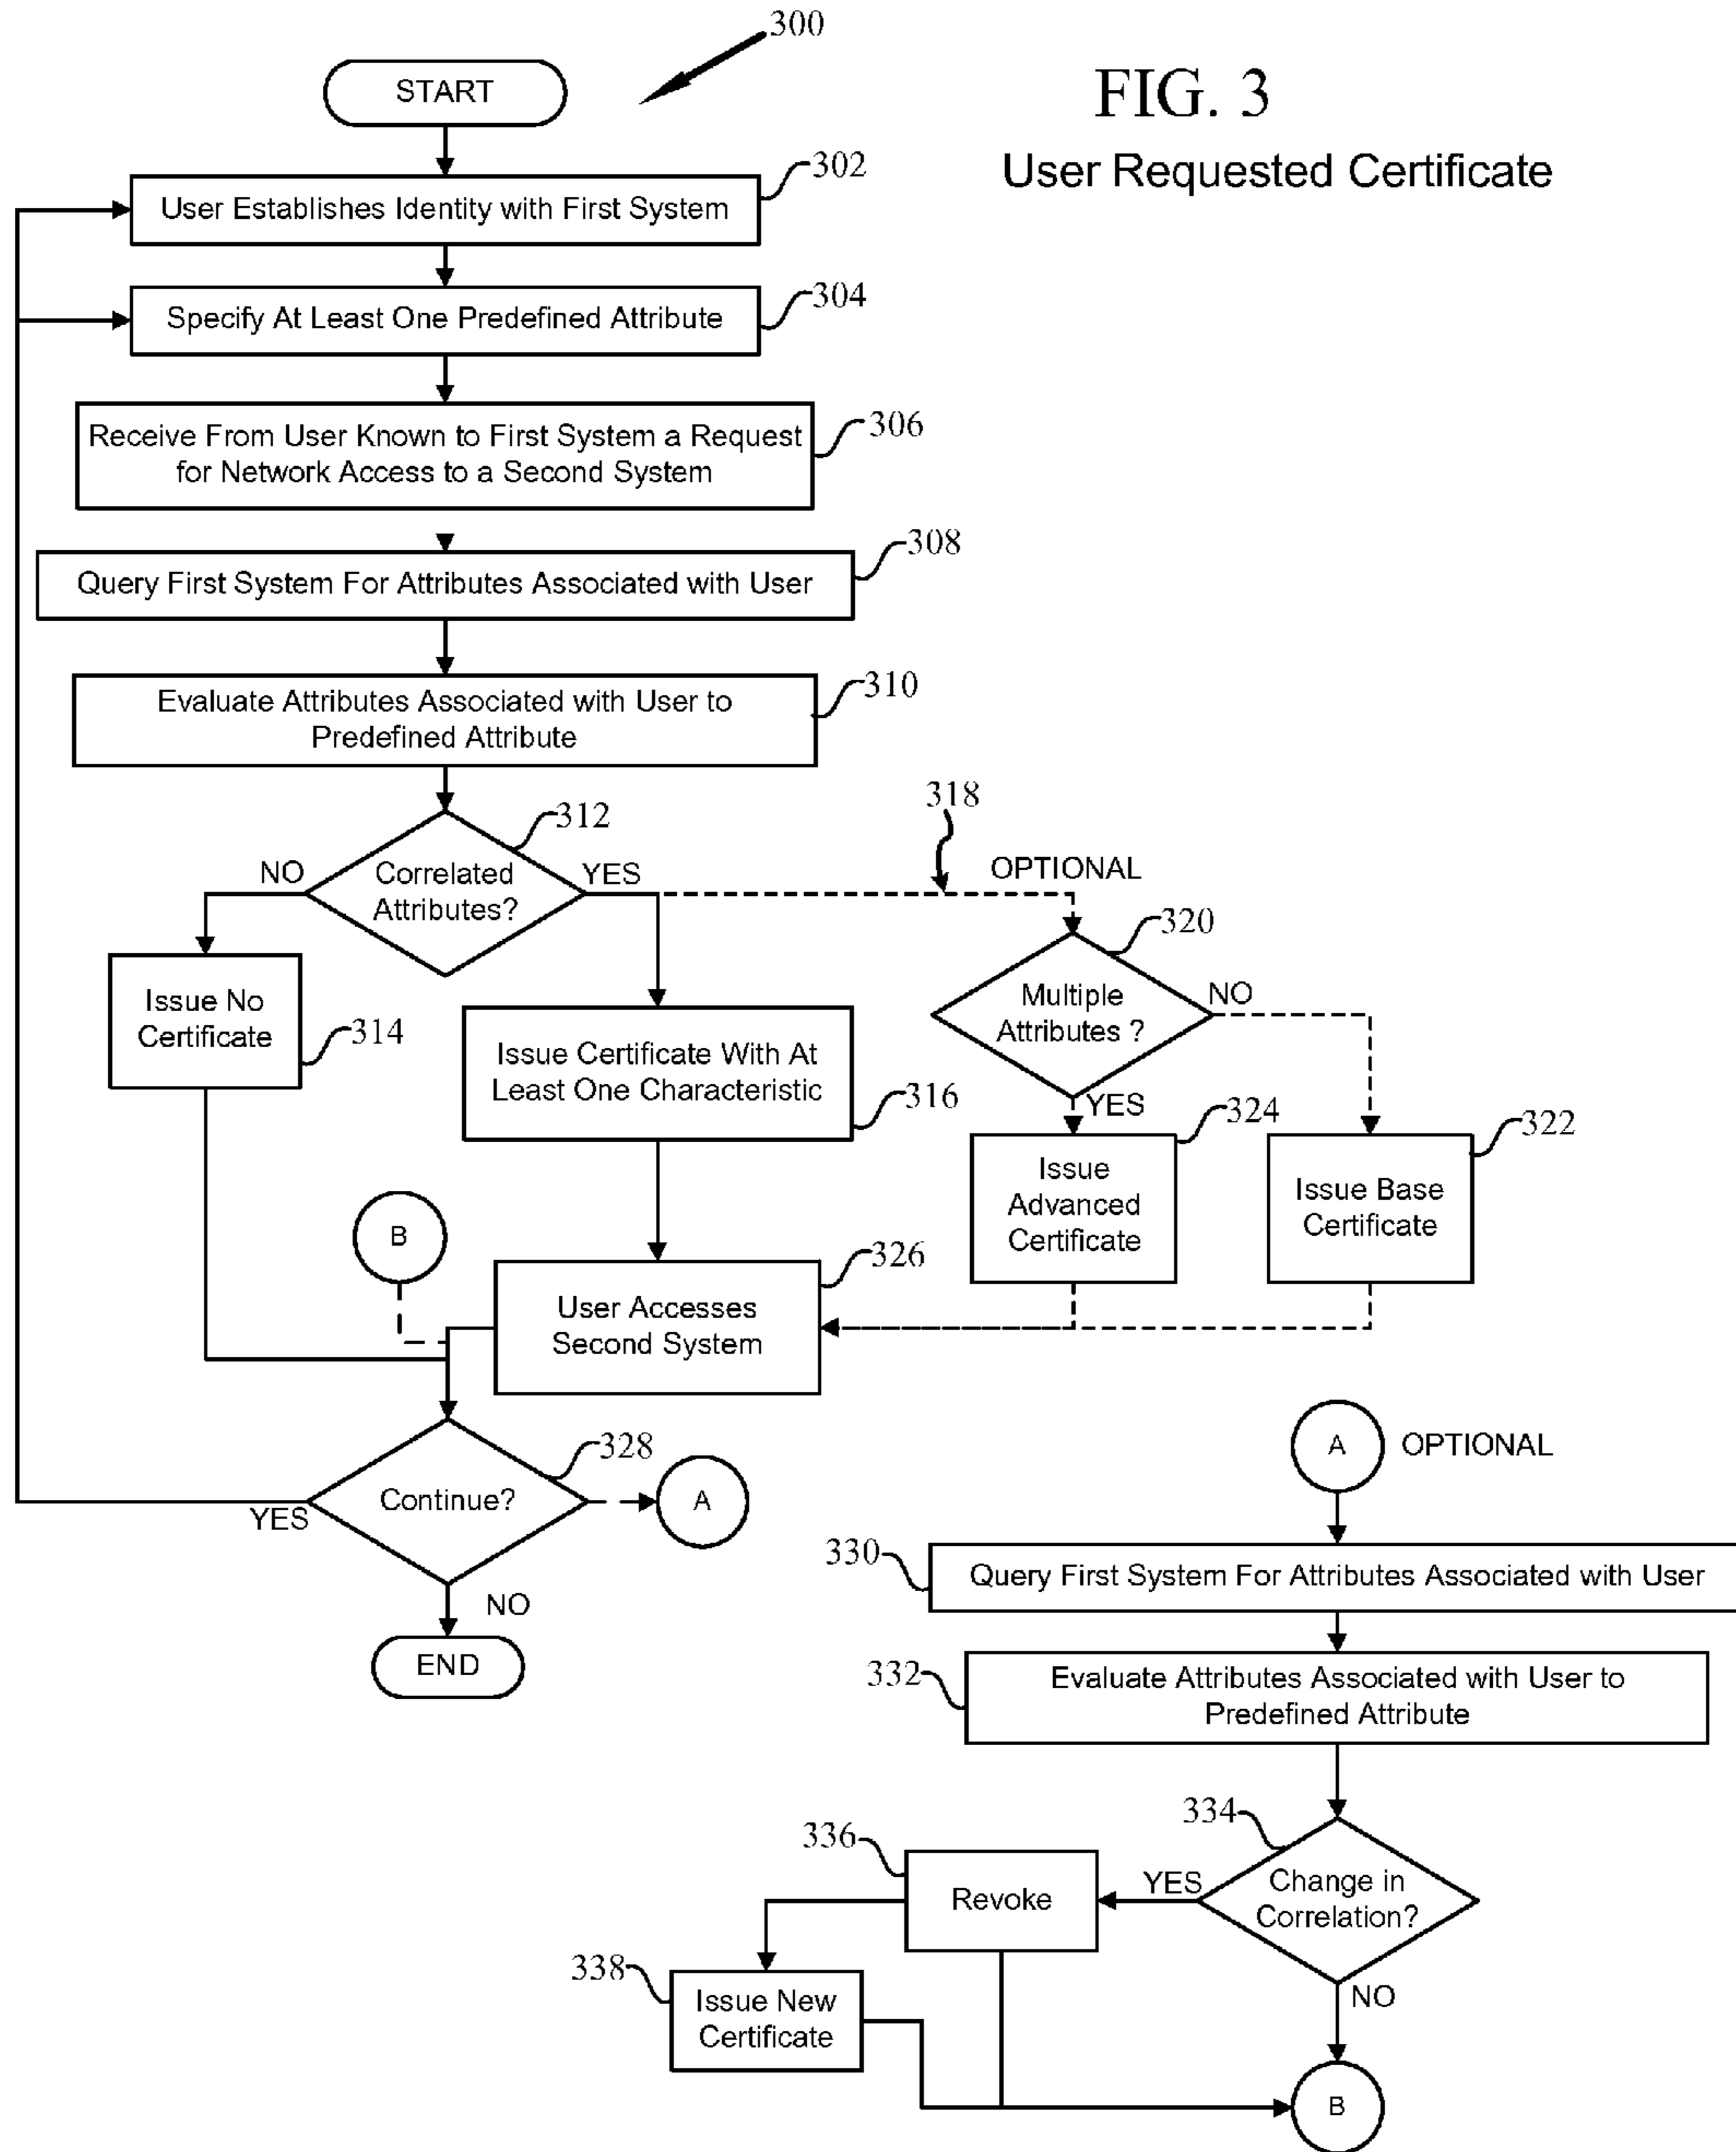 300
START
FIG. 3
User Requested Certificate
302
User Establishes Identity with First System
304
Specify At Least One Predefined Attribute
306
Receive From User Known to First System a Request
for Network Access to a Second System
308
Query First System For Attributes Associated with User
310
Evaluate Attributes Associated with User to
Predefined Attribute
312
NO
Correlated
Attributes?
YES
318
OPTIONAL
320
Multiple
Attributes ?
NO
YES
Issue No
Certificate
314
Issue Certificate With At
Least One Characteristic
316
324
Issue
Advanced
Certificate
322
Issue Base
Certificate
B
326
User Accesses
Second System
328
Continue?
YES
A
NO
END
A
OPTIONAL
330
Query First System For Attributes Associated with User
332
Evaluate Attributes Associated with User to
Predefined Attribute
334
Change in
Correlation?
YES
336
Revoke
338
Issue New
Certificate
NO
B